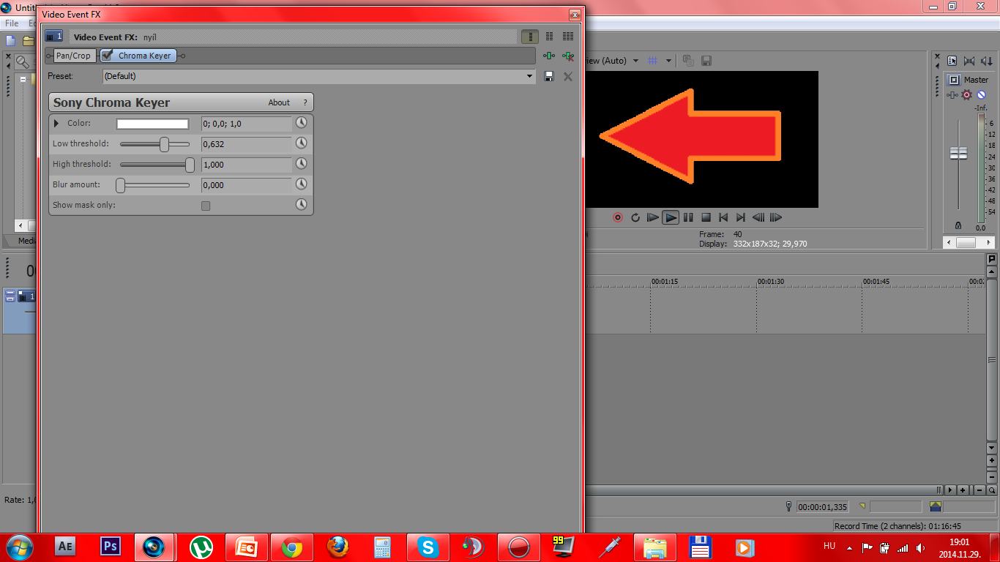 Untit
Video Event FX
File
Video Event FX: nyíl
1
Pan/Crop
Chroma Keyer
Preset:
(Default)
Sony Chroma Keyer
About
?
Color:
0; 0,0; 1,0
Low threshold:
0,632
High threshold:
1,000
Blur amount:
0,000
Show mask only:
iew (Auto)
Master
-Inf.
6
12
18
24
30
36
42
48
54
0,0
Frame: 40
Display: 332x187x32; 29,970
Medi
00
1
00:01:15
00:01:30
00:01:45
00:0
Rate: 1,0
00:00:01,335
Record Time (2 channels): 01:16:45
Ae
Ps
99
HU
19:01
2014.11.29.